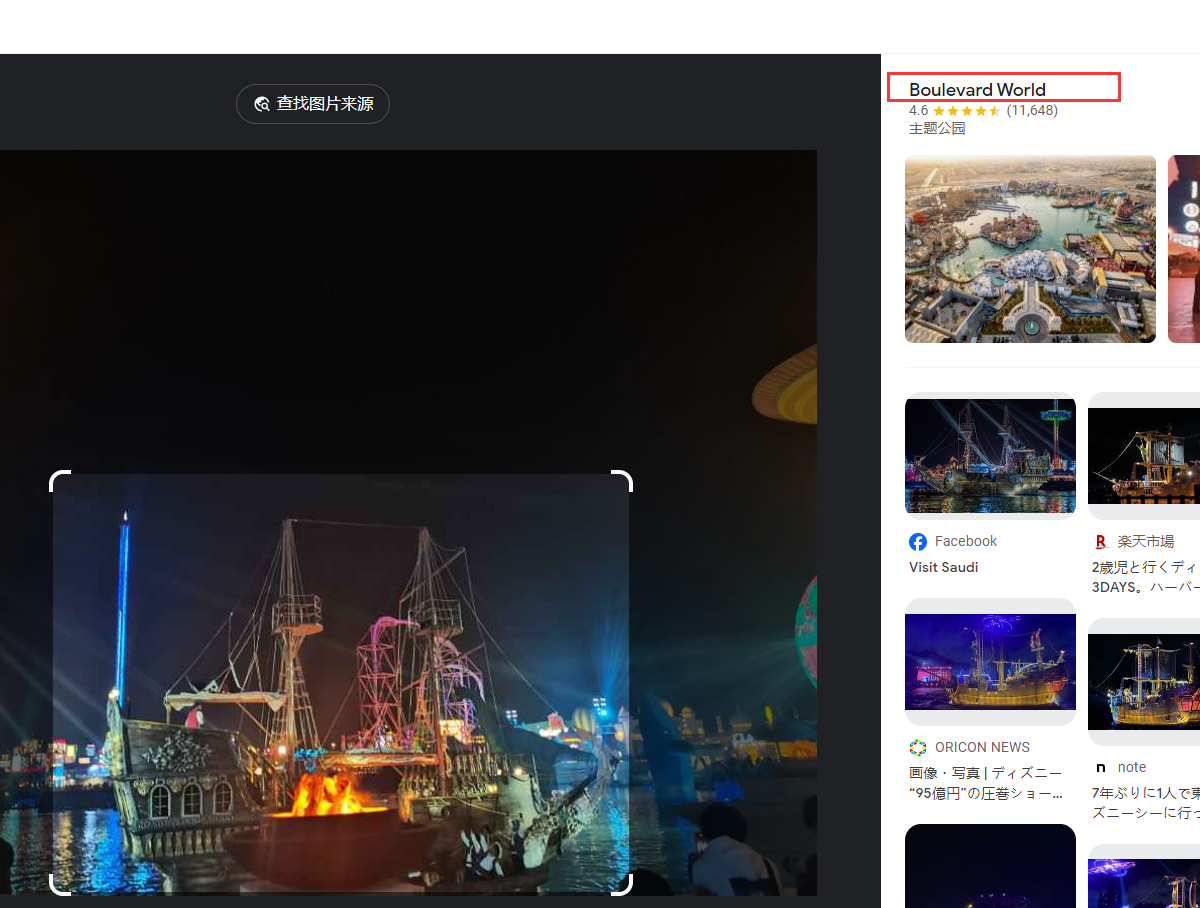 查找图片来源
Boulevard World
4.6 (11,648)
主题公园
Facebook
Visit Saudi
楽天市場
2歳児と行くディ
3DAYS。ハーバー
ORICON NEWS
画像・写真 | ディズニー
“95億円”の圧巻ショー…
note
7年ぶりに1人で東
ズニーシーに行っ